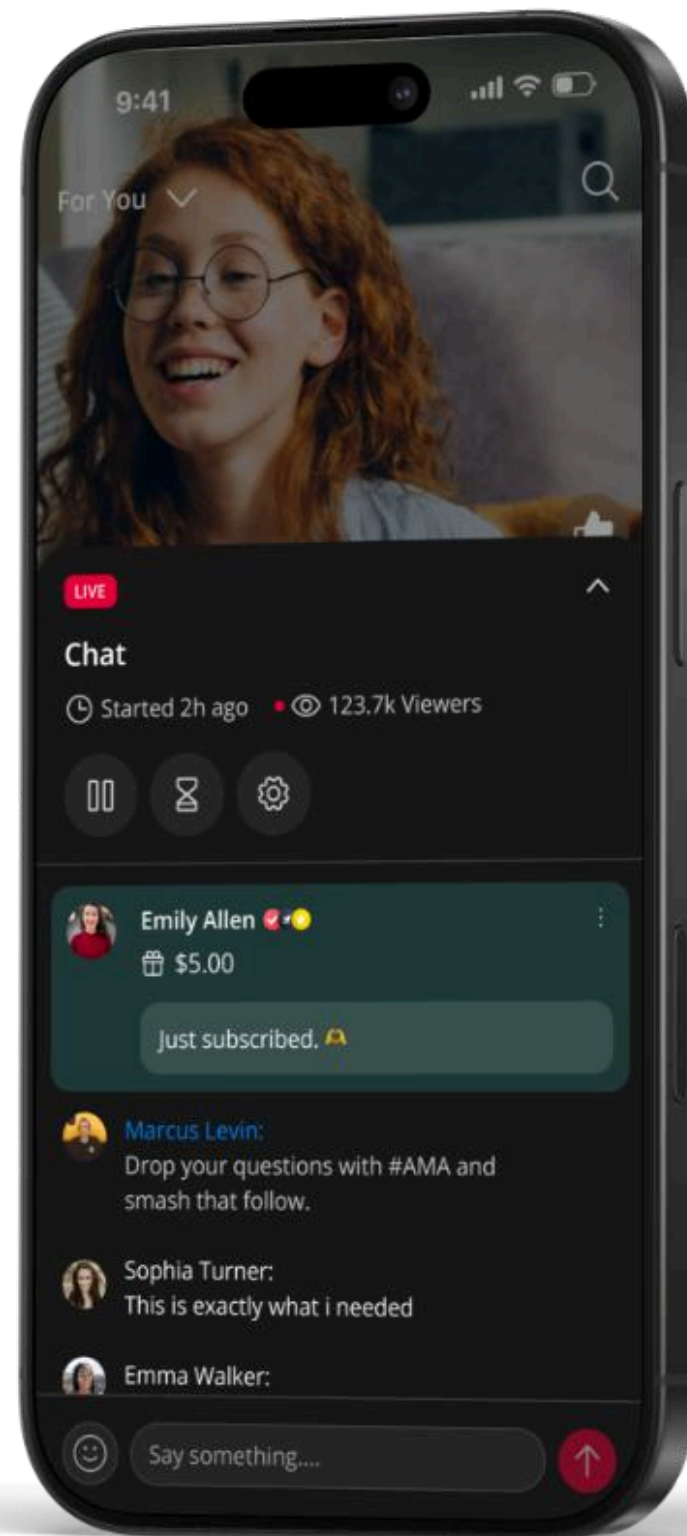 9:41
For You
LIVE
Chat
Started 2h ago
123.7k Viewers
Emily Allen
$5.00
Just subscribed. 🫶
Marcus Levin:
Drop your questions with #AMA and
smash that follow.
Sophia Turner:
This is exactly what i needed
Emma Walker:
Say something....